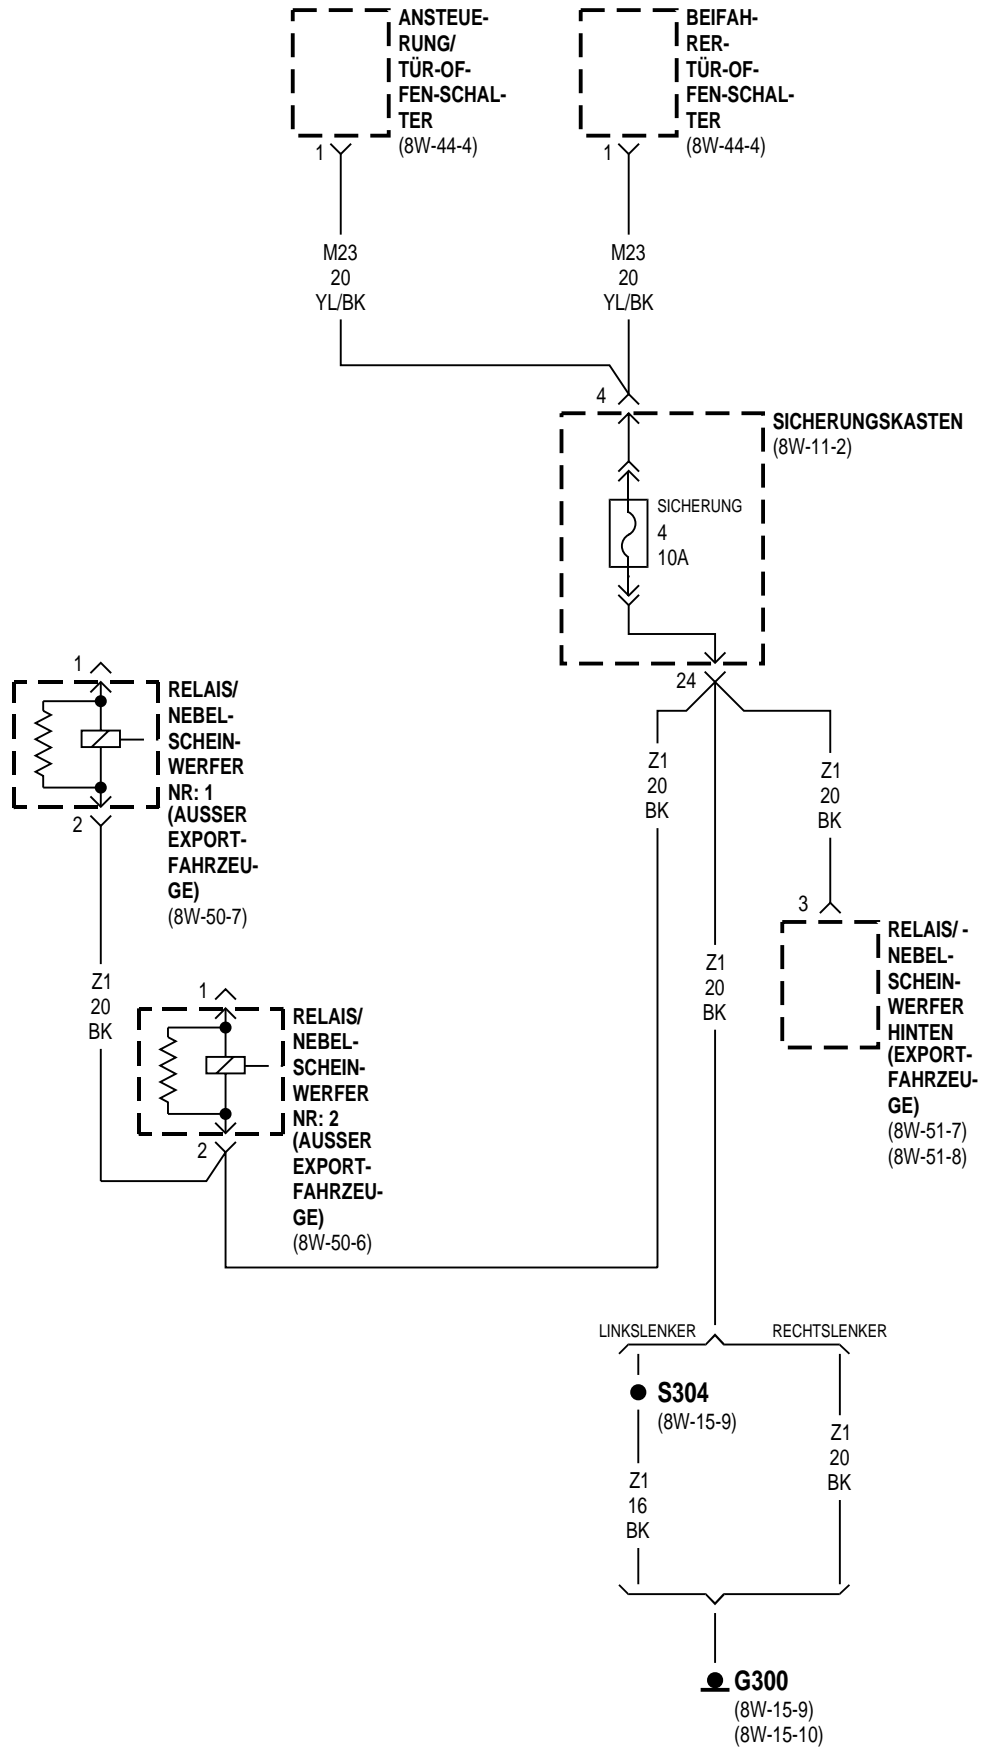 ANSTEUE-
RUNG/
TÜR-OF-
FEN-SCHAL-
TER
(8W-44-4)
1
BEIFAH-
RER-
TÜR-OF-
FEN-SCHAL-
TER
(8W-44-4)
1
M23
20
YL/BK
M23
20
YL/BK
4
SICHERUNGSKASTEN
(8W-11-2)
SICHERUNG
4
10A
24
1
RELAIS/
NEBEL-
SCHEIN-
WERFER
NR: 1
(AUSSER
EXPORT-
FAHRZEU-
GE)
(8W-50-7)
2
Z1
20
BK
Z1
20
BK
Z1
20
BK
3
RELAIS/ -
NEBEL-
SCHEIN-
WERFER
HINTEN
(EXPORT-
FAHRZEU-
GE)
(8W-51-7)
(8W-51-8)
Z1
20
BK
1
RELAIS/
NEBEL-
SCHEIN-
WERFER
NR: 2
(AUSSER
EXPORT-
FAHRZEU-
GE)
(8W-50-6)
2
LINKSLENKER
RECHTSLENKER
S304
(8W-15-9)
Z1
16
BK
Z1
20
BK
G300
(8W-15-9)
(8W-15-10)